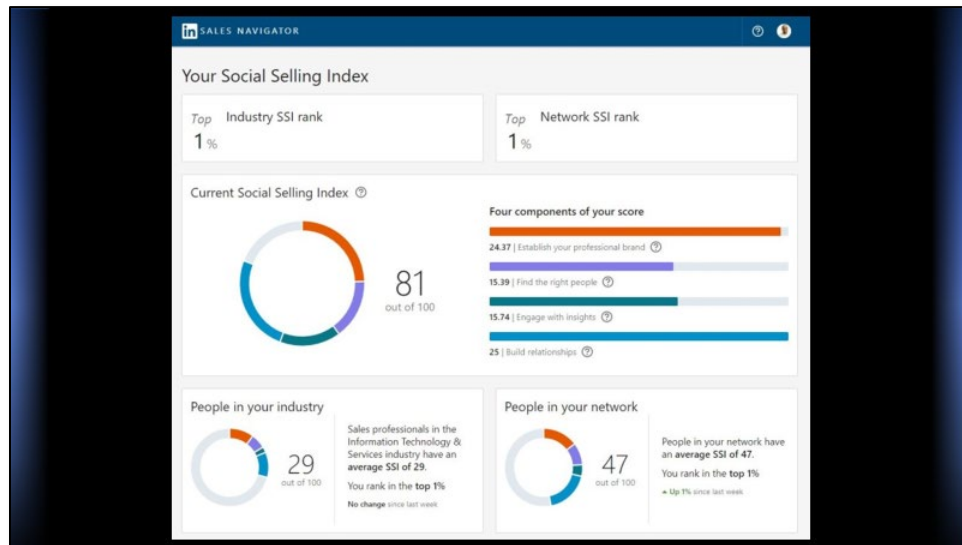 in SALES NAVIGATOR
Your Social Selling Index
Top Industry SSI rank
1 %
Top Network SSI rank
1 %
Current Social Selling Index ?
81
out of 100
Four components of your score
24.37 | Establish your professional brand ?
15.39 | Find the right people ?
15.74 | Engage with insights ?
25 | Build relationships ?
People in your industry
29
out of 100
Sales professionals in the
Information Technology &
Services industry have an
average SSI of 29.
You rank in the top 1%
No change since last week
People in your network
47
out of 100
People in your network have
an average SSI of 47.
You rank in the top 1%
Up 1% since last week